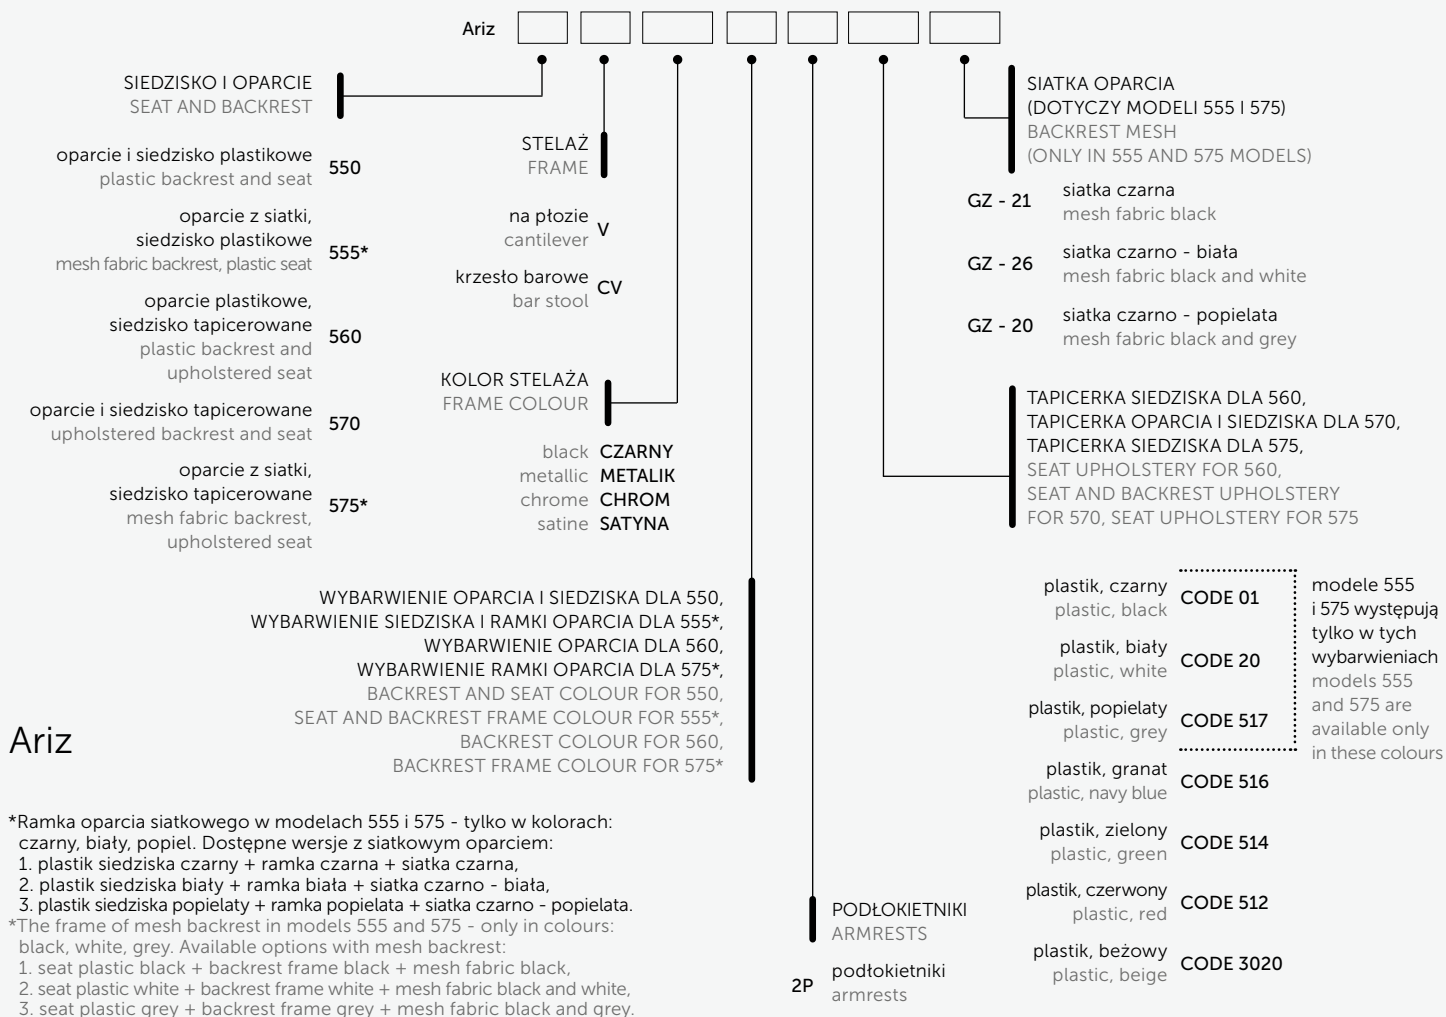 Ariz
SIEDZISKO I OPARCIE
SEAT AND BACKREST
oparcie i siedzisko plastikowe
plastic backrest and seat
550
oparcie z siatki,
siedzisko plastikowe
mesh fabric backrest, plastic seat
555*
oparcie plastikowe,
siedzisko tapicerowane
plastic backrest and
upholstered seat
560
oparcie i siedzisko tapicerowane
upholstered backrest and seat
570
oparcie z siatki,
siedzisko tapicerowane
mesh fabric backrest,
upholstered seat
575*
STELAŻ
FRAME
na płozie
cantilever
V
krzesło barowe
bar stool
CV
KOLOR STELAŻA
FRAME COLOUR
black CZARNY
metallic METALIK
chrome CHROM
satine SATYNA
WYBARWIENIE OPARCIA I SIEDZISKA DLA 550,
WYBARWIENIE SIEDZISKA I RAMKI OPARCIA DLA 555*,
WYBARWIENIE OPARCIA DLA 560,
WYBARWIENIE RAMKI OPARCIA DLA 575*,
BACKREST AND SEAT COLOUR FOR 550,
SEAT AND BACKREST FRAME COLOUR FOR 555*,
BACKREST COLOUR FOR 560,
BACKREST FRAME COLOUR FOR 575*
SIATKA OPARCIA
(DOTYCZY MODELI 555 I 575)
BACKREST MESH
(ONLY IN 555 AND 575 MODELS)
GZ - 21
siatka czarna
mesh fabric black
GZ - 26
siatka czarno - biała
mesh fabric black and white
GZ - 20
siatka czarno - popielata
mesh fabric black and grey
TAPICERKA SIEDZISKA DLA 560,
TAPICERKA OPARCIA I SIEDZISKA DLA 570,
TAPICERKA SIEDZISKA DLA 575,
SEAT UPHOLSTERY FOR 560,
SEAT AND BACKREST UPHOLSTERY
FOR 570, SEAT UPHOLSTERY FOR 575
plastik, czarny
plastic, black
CODE 01
plastik, biały
plastic, white
CODE 20
plastik, popielaty
plastic, grey
CODE 517
modele 555
i 575 występują
tylko w tych
wybarwieniach
models 555
and 575 are
available only
in these colours
plastik, granat
plastic, navy blue
CODE 516
plastik, zielony
plastic, green
CODE 514
plastik, czerwony
plastic, red
CODE 512
plastik, beżowy
plastic, beige
CODE 3020
PODŁOKIETNIKI
ARMRESTS
2P
podłokietniki
armrests
Ariz
*Ramka oparcia siatkowego w modelach 555 i 575 - tylko w kolorach:
czarny, biały, popiel. Dostępne wersje z siatkowym oparciem:
1. plastik siedziska czarny + ramka czarna + siatka czarna,
2. plastik siedziska biały + ramka biała + siatka czarno - biała,
3. plastik siedziska popielaty + ramka popielata + siatka czarno - popielata.
*The frame of mesh backrest in models 555 and 575 - only in colours:
black, white, grey. Available options with mesh backrest:
1. seat plastic black + backrest frame black + mesh fabric black,
2. seat plastic white + backrest frame white + mesh fabric black and white,
3. seat plastic grey + backrest frame grey + mesh fabric black and grey.